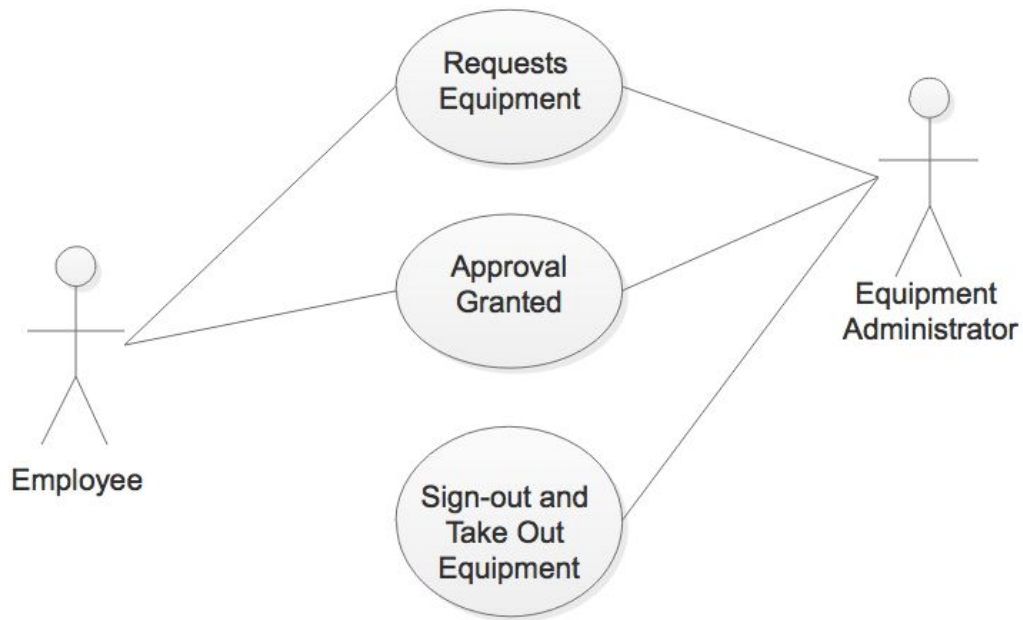 Requests
Equipment
Approval
Granted
Equipment
Administrator
Employee
Sign-out and
Take Out
Equipment